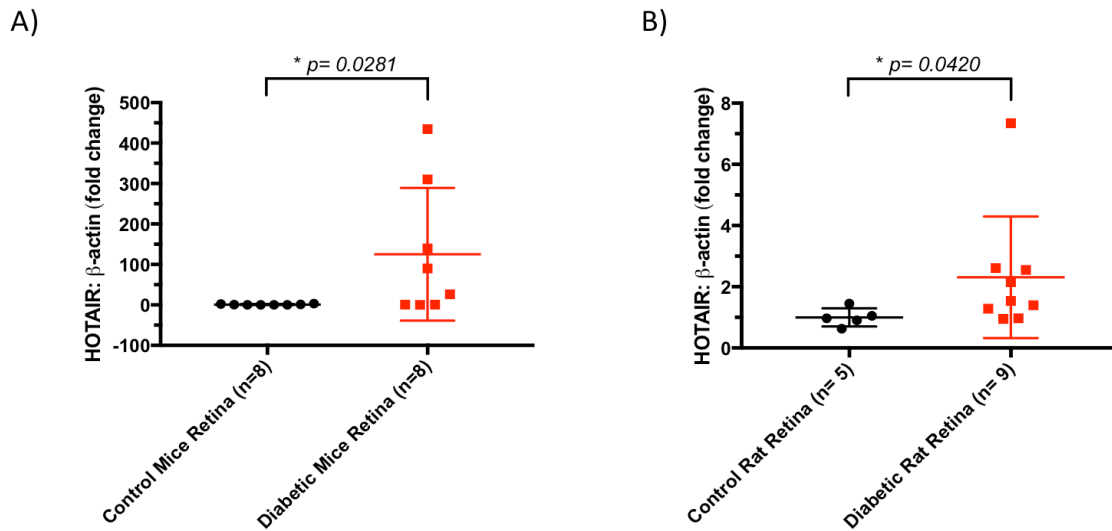 A)
* p= 0.0281
HOTAIR: β-actin (fold change)
500
400
300
200
100
0
-100
Control Mice Retina (n=8)
Diabetic Mice Retina (n=8)
B)
* p= 0.0420
HOTAIR: β-actin (fold change)
8
6
4
2
0
Control Rat Retina (n= 5)
Diabetic Rat Retina (n= 9)